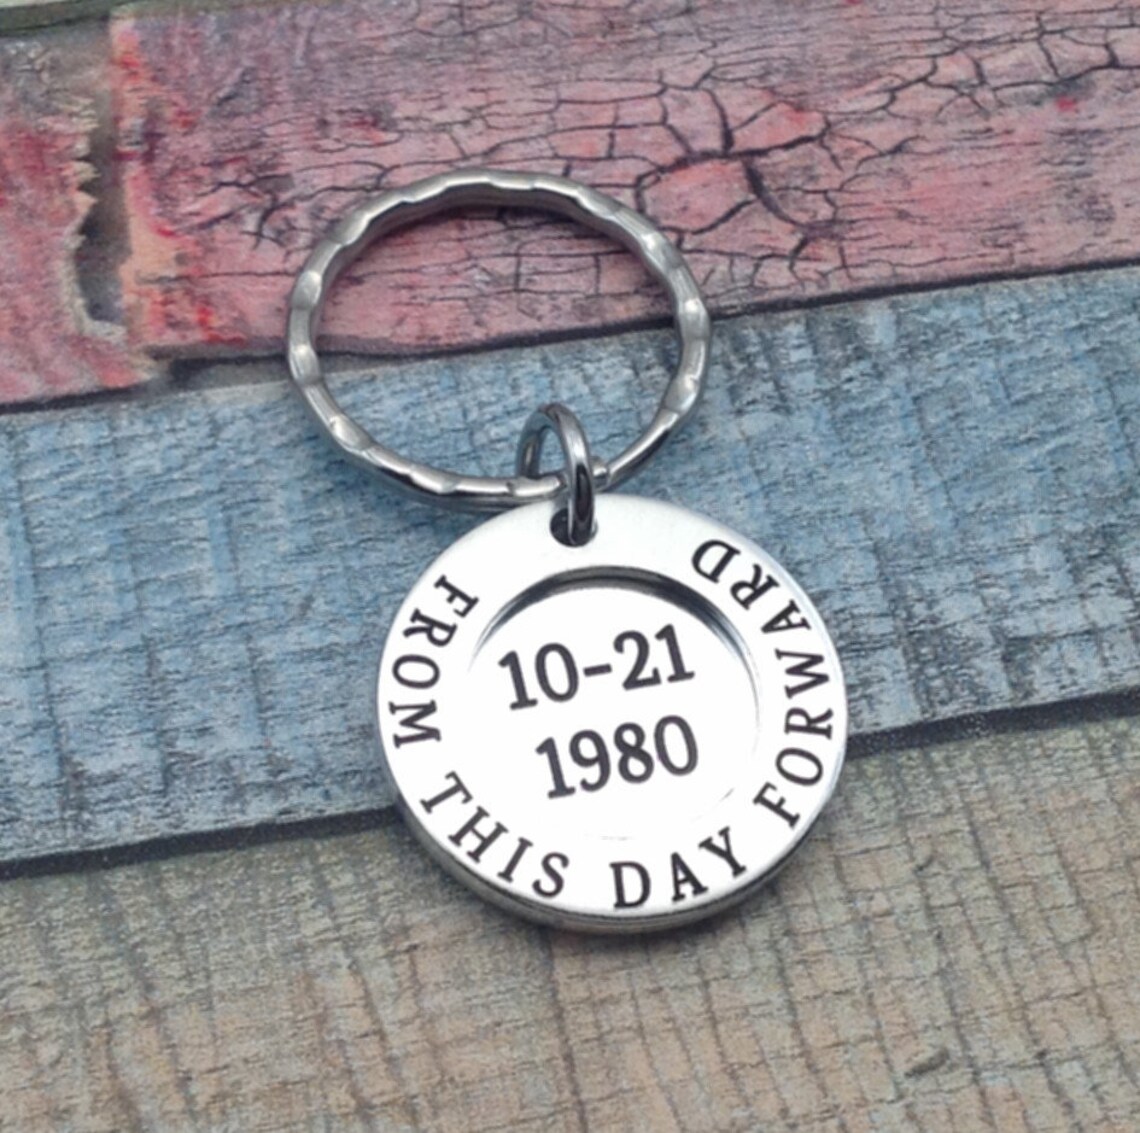 FROM THIS DAY FORWARD
10-21
1980